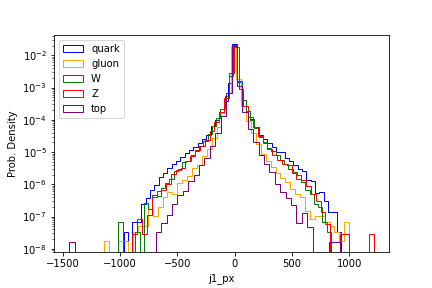 quark
gluon
W
Z
top
Prob. Density
10⁻²
10⁻³
10⁻⁴
10⁻⁵
10⁻⁶
10⁻⁷
10⁻⁸
−1500 −1000 −500 0 500 1000
j1_px